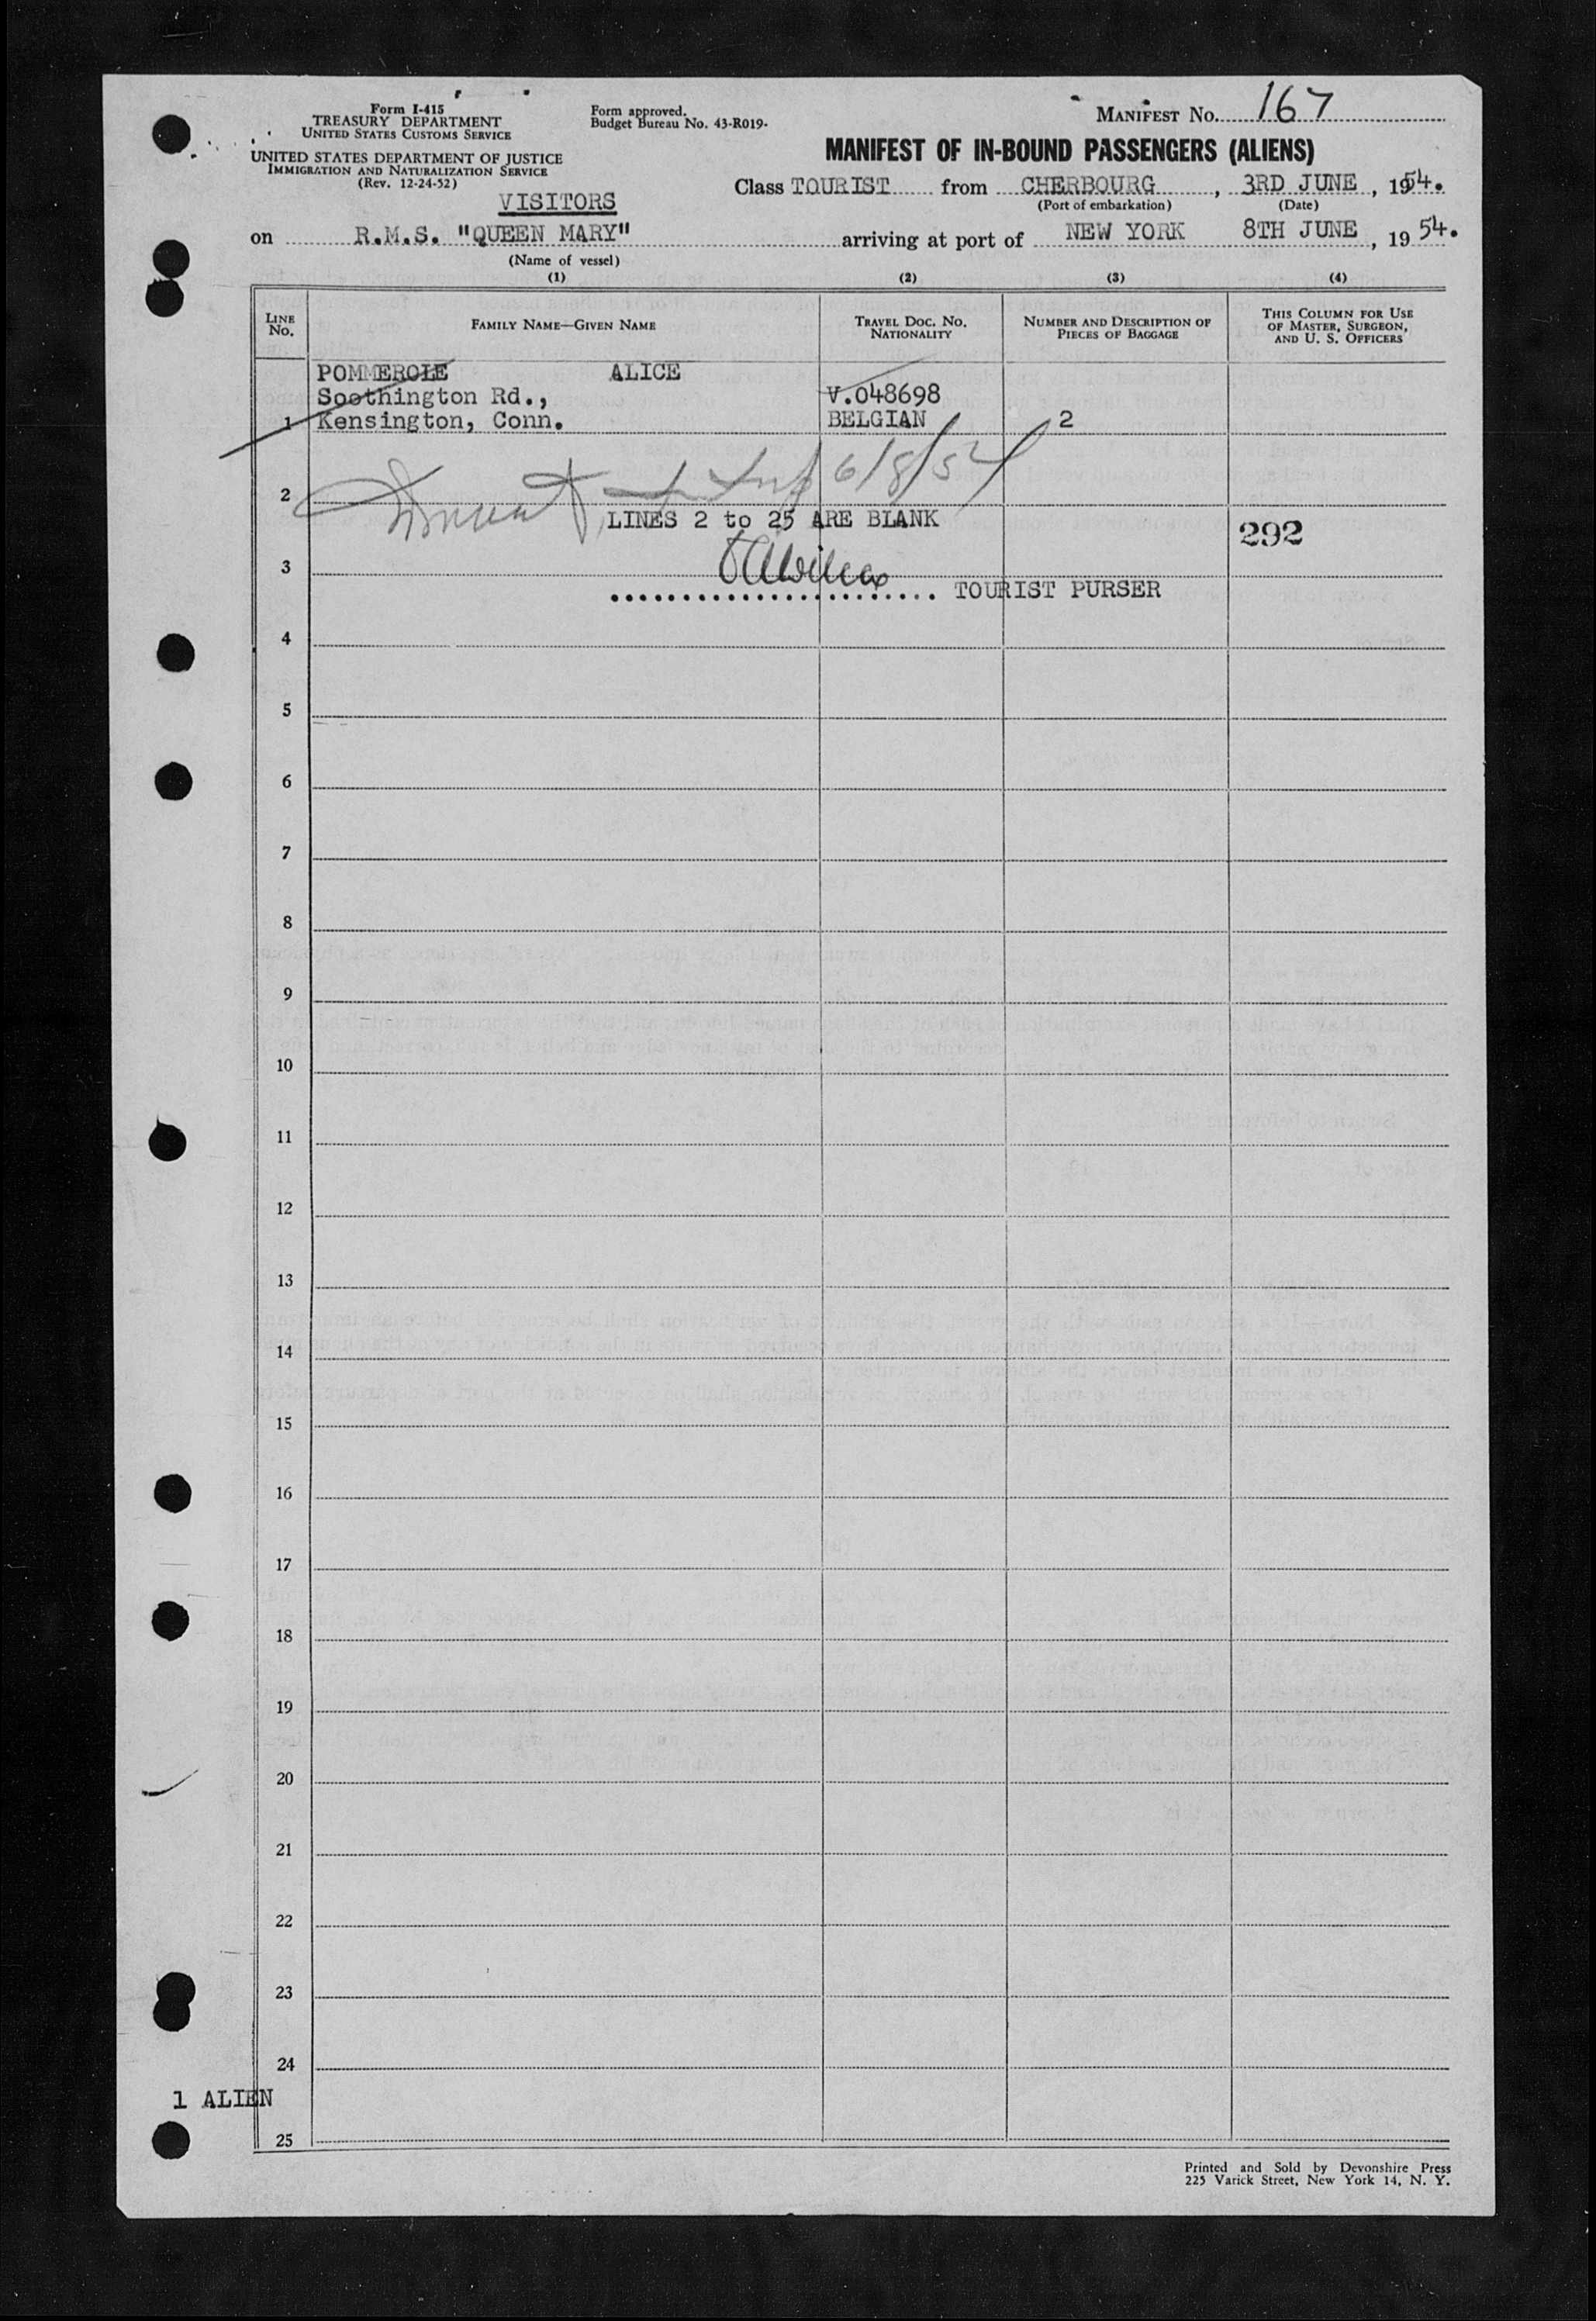 Form I-415
TREASURY DEPARTMENT
UNITED STATES CUSTOMS SERVICE
UNITED STATES DEPARTMENT OF JUSTICE
IMMIGRATION AND NATURALIZATION SERVICE
(Rev. 12-24-52)
Form approved.
Budget Bureau No. 43-R019-
MANIFEST NO. 167
MANIFEST OF IN-BOUND PASSENGERS (ALIENS)
Class TOURIST from CHERBOURG, 3RD JUNE, 1954.
(Port of embarkation) (Date)
VISITORS
on R.M.S. "QUEEN MARY" arriving at port of NEW YORK 8TH JUNE, 19 54.
(Name of vessel)
(1) (2) (3) (4)
LINE NO. FAMILY NAME—GIVEN NAME TRAVEL DOC. NO. NATIONALITY NUMBER AND DESCRIPTION OF PIECES OF BAGGAGE THIS COLUMN FOR USE OF MASTER, SURGEON, AND U. S. OFFICERS
POMMEROLE ALICE
Soothington Rd., V.048698
1 Kensington, Conn. BELGIAN 2
6/8/54
2
LINES 2 to 25 ARE BLANK 292
3
TOURIST PURSER
4
5
6
7
8
9
10
11
12
13
14
15
16
17
18
19
20
21
22
23
24
1 ALIEN
25
Printed and Sold by Devonshire Press
225 Varick Street, New York 14, N. Y.